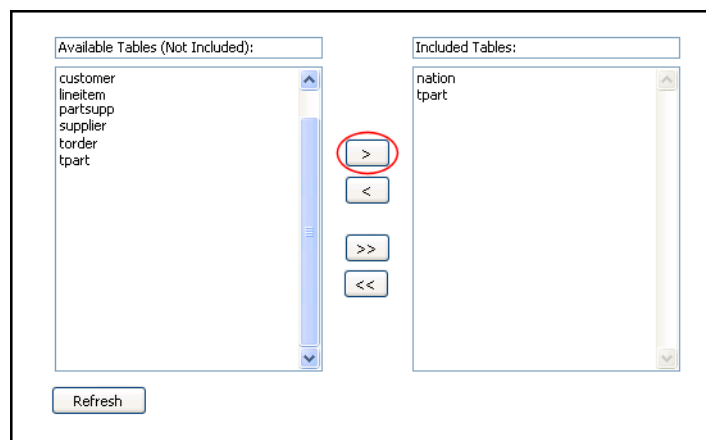 Available Tables (Not Included):
customer
lineitem
partsupp
supplier
torder
tpart
>
<
>>
<<
Included Tables:
nation
tpart
Refresh